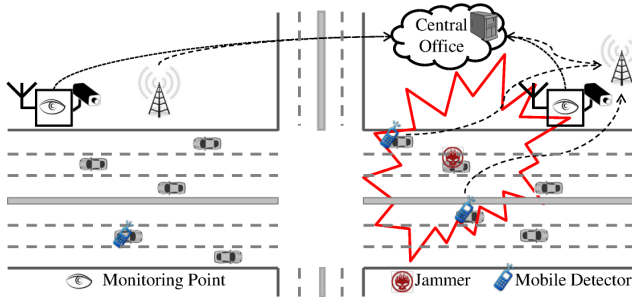 Central
Office
Monitoring Point
Jammer
Mobile Detector